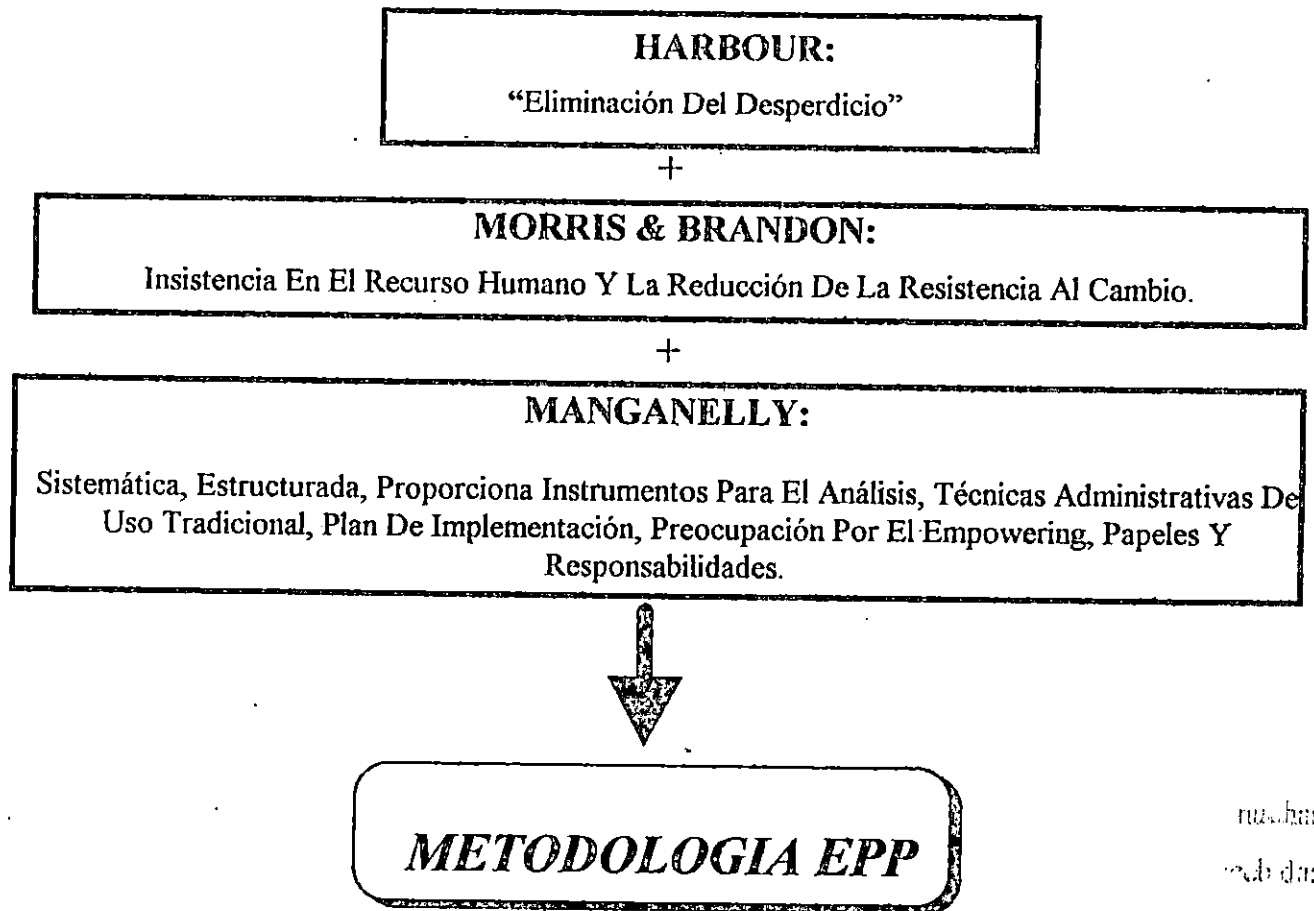 HARBOUR:
“Eliminación Del Desperdicio”
+
MORRIS & BRANDON:
Insistencia En El Recurso Humano Y La Reducción De La Resistencia Al Cambio.
+
MANGANELLY:
Sistemática, Estructurada, Proporciona Instrumentos Para El Análisis, Técnicas Administrativas De
Uso Tradicional, Plan De Implementación, Preocupación Por El Empowering, Papeles Y
Responsabilidades.
METODOLOGIA EPP